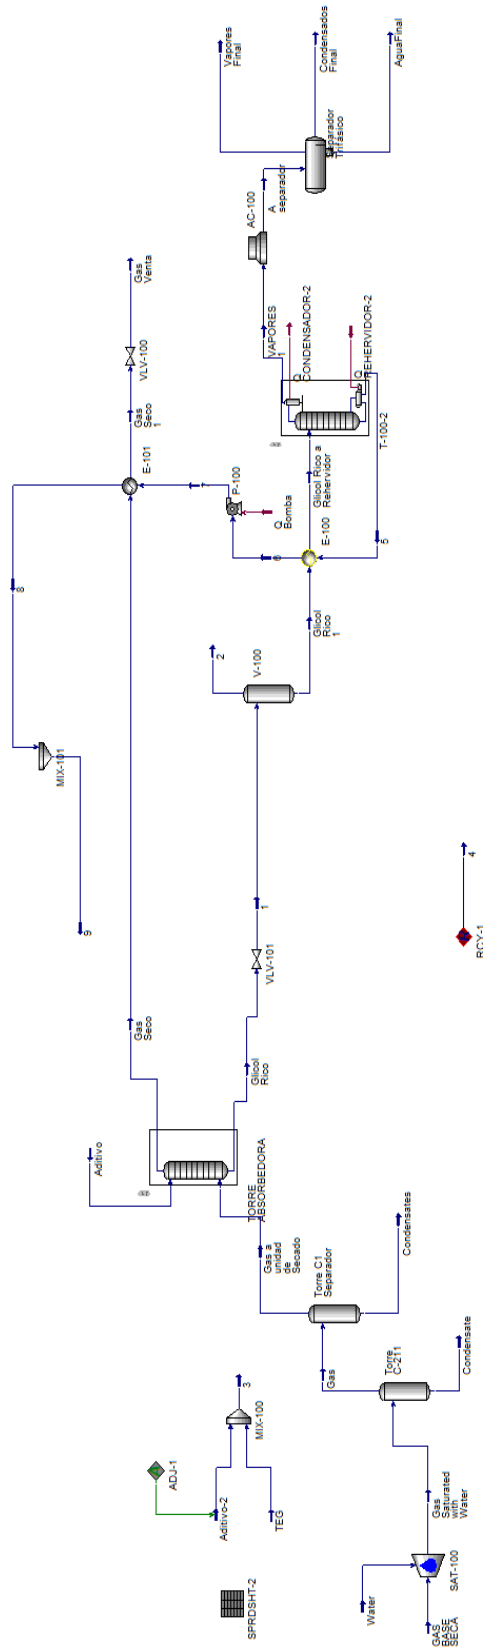 Vapores
Final
Condensados
Final
AguaFinal
Separador
Trifásico
A
separador
AC-100
VAPORES
1
Q
CONDENSADOR-2
Q
REHERVIDOR-2
T-100-2
Gas
Venta
VLV-100
Gas
Seco
1
E-101
7
P-100
Q
Bomba
6
E-100
Glicol Rico a
Rehervidor
5
Glicol
Rico
1
2
V-100
8
MIX-101
9
1
VLV-101
4
RCY-1
Gas
Seco
Glicol
Rico
Aditivo
TORRE
ABSORBEDORA
Gas a
unidad
de
Secado
Torre C1
Separador
Condensates
Gas
Torre
C-211
Condensate
3
MIX-100
ADJ-1
Aditivo-2
TEG
SPRDSHT-2
Gas
Saturated
with
Water
SAT-100
Water
GAS
BASE
SECA